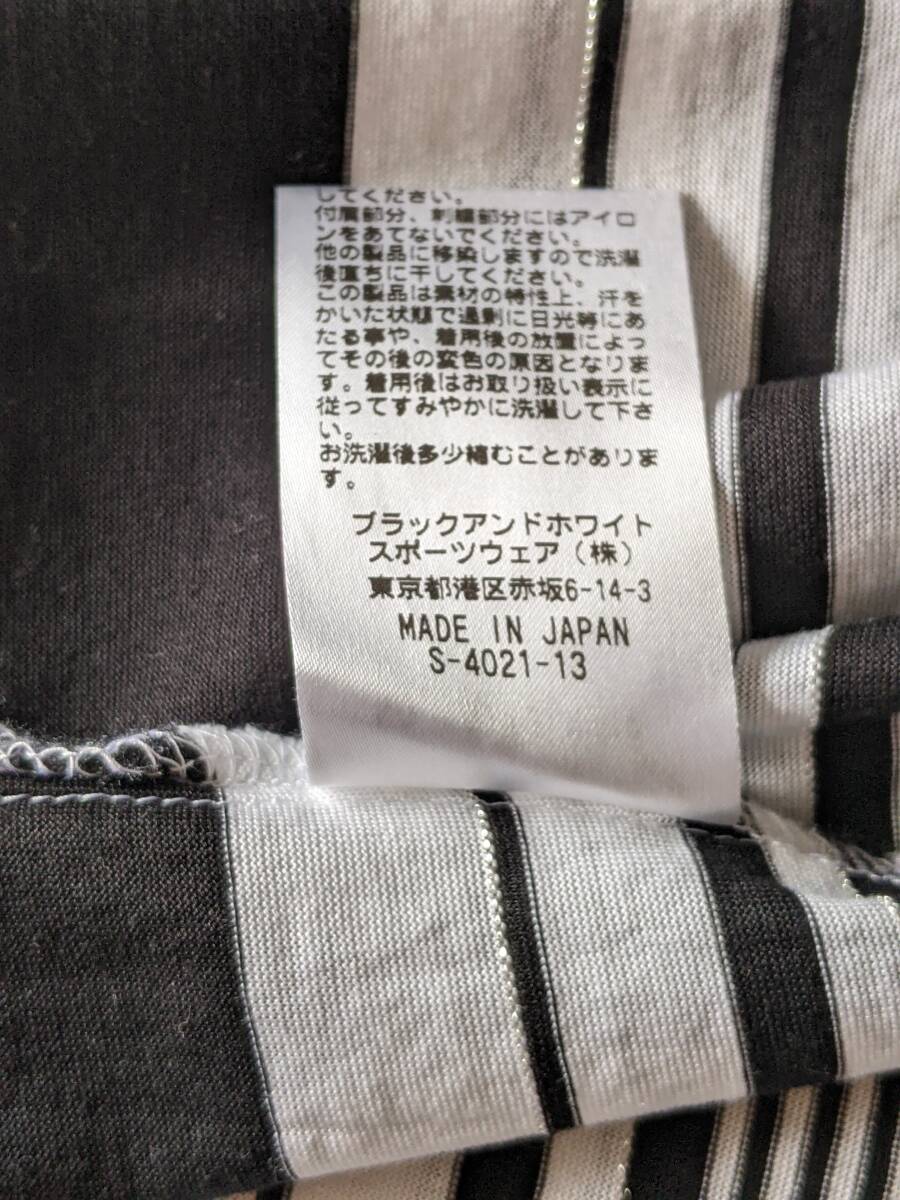 してください。
付属部分、刺繍部分にはアイロ
ンをあてないでください。
他の製品に移染しますので洗濯
後直ちに干してください。
この製品は素材の特性上、汗を
かいた状態で過剰に日光等にあ
たる事や、着用後の放置によっ
てその後の変色の原因となりま
す。着用後はお取り扱い表示に
従ってすみやかに洗濯して下さ
い。
お洗濯後多少縮むことがありま
す。
ブラックアンドホワイト
スポーツウェア（株）
東京都港区赤坂6-14-3
MADE IN JAPAN
S-4021-13